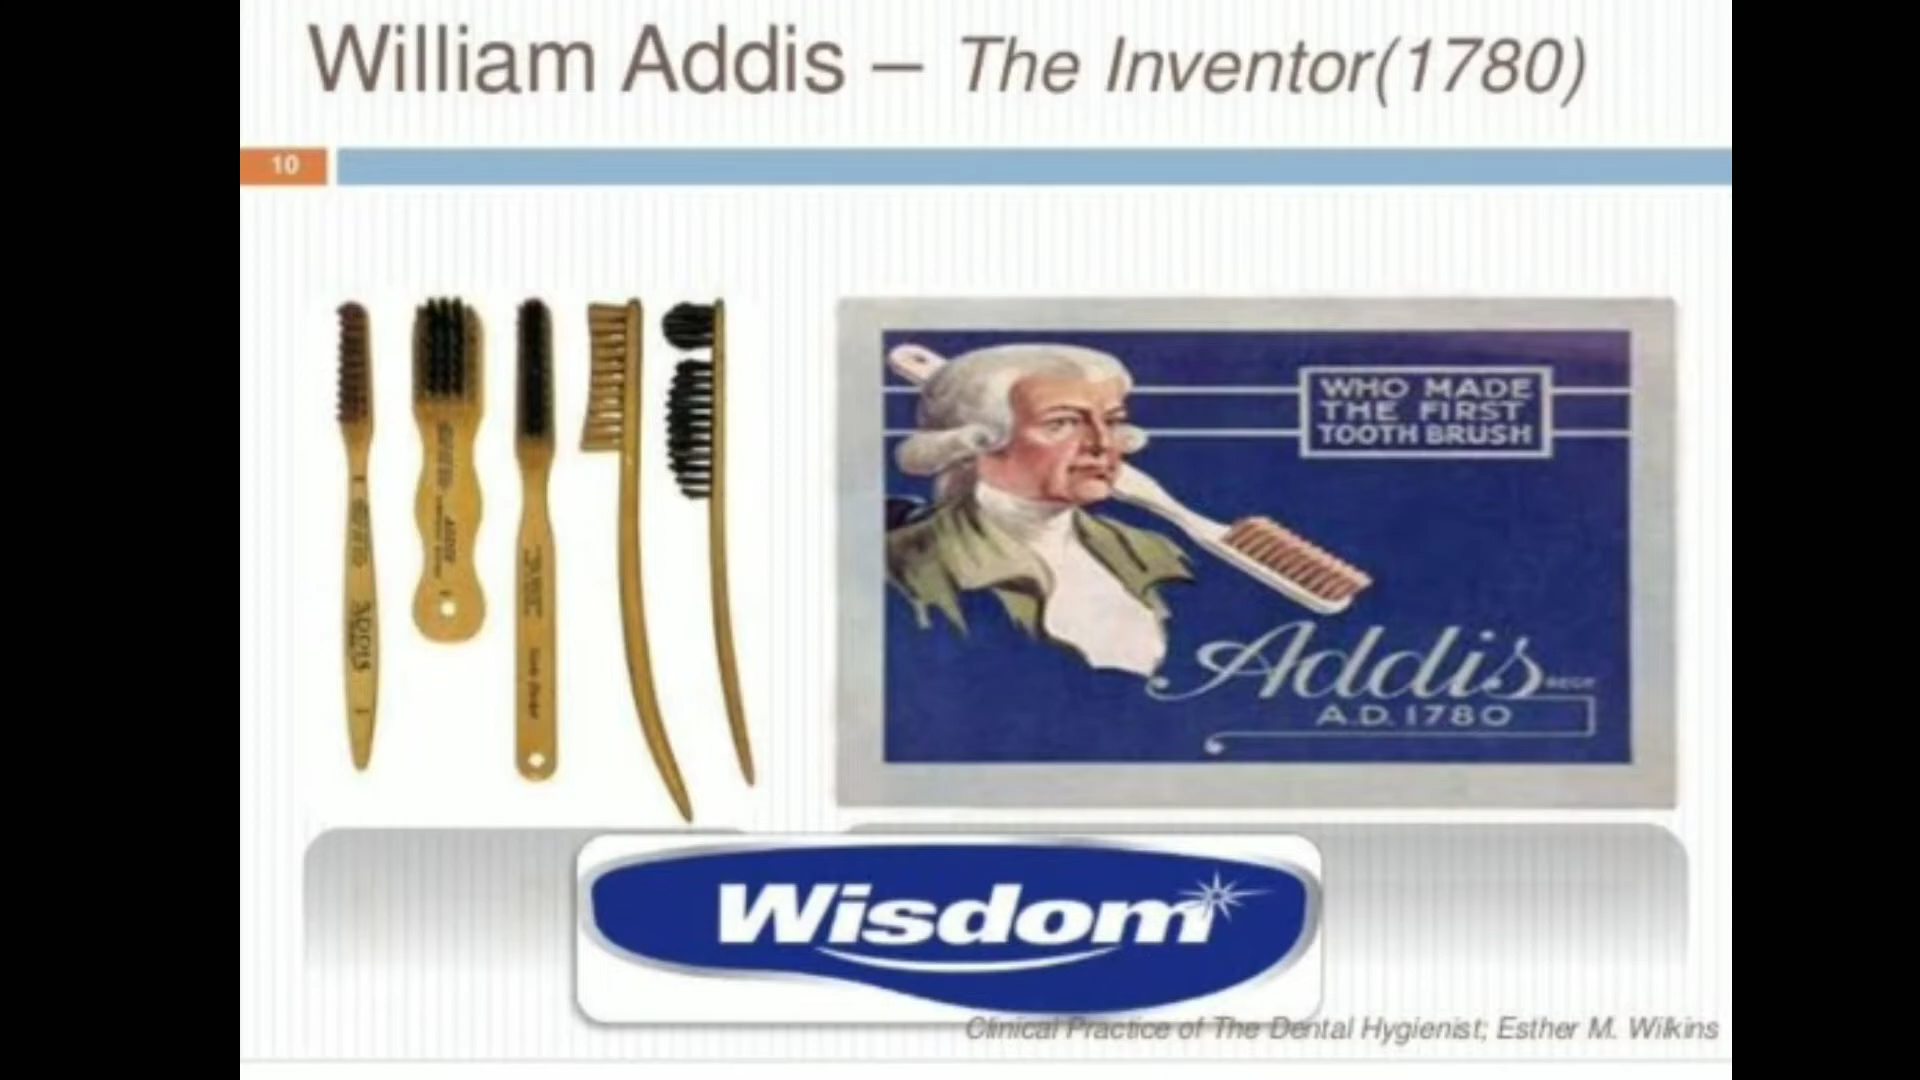 William Addis – The Inventor(1780)
10
WHO MADE
THE FIRST
TOOTH BRUSH
Addis
A.D. 1780
ADDIS
Wisdom
Clinical Practice of The Dental Hygienist; Esther M. Wilkins